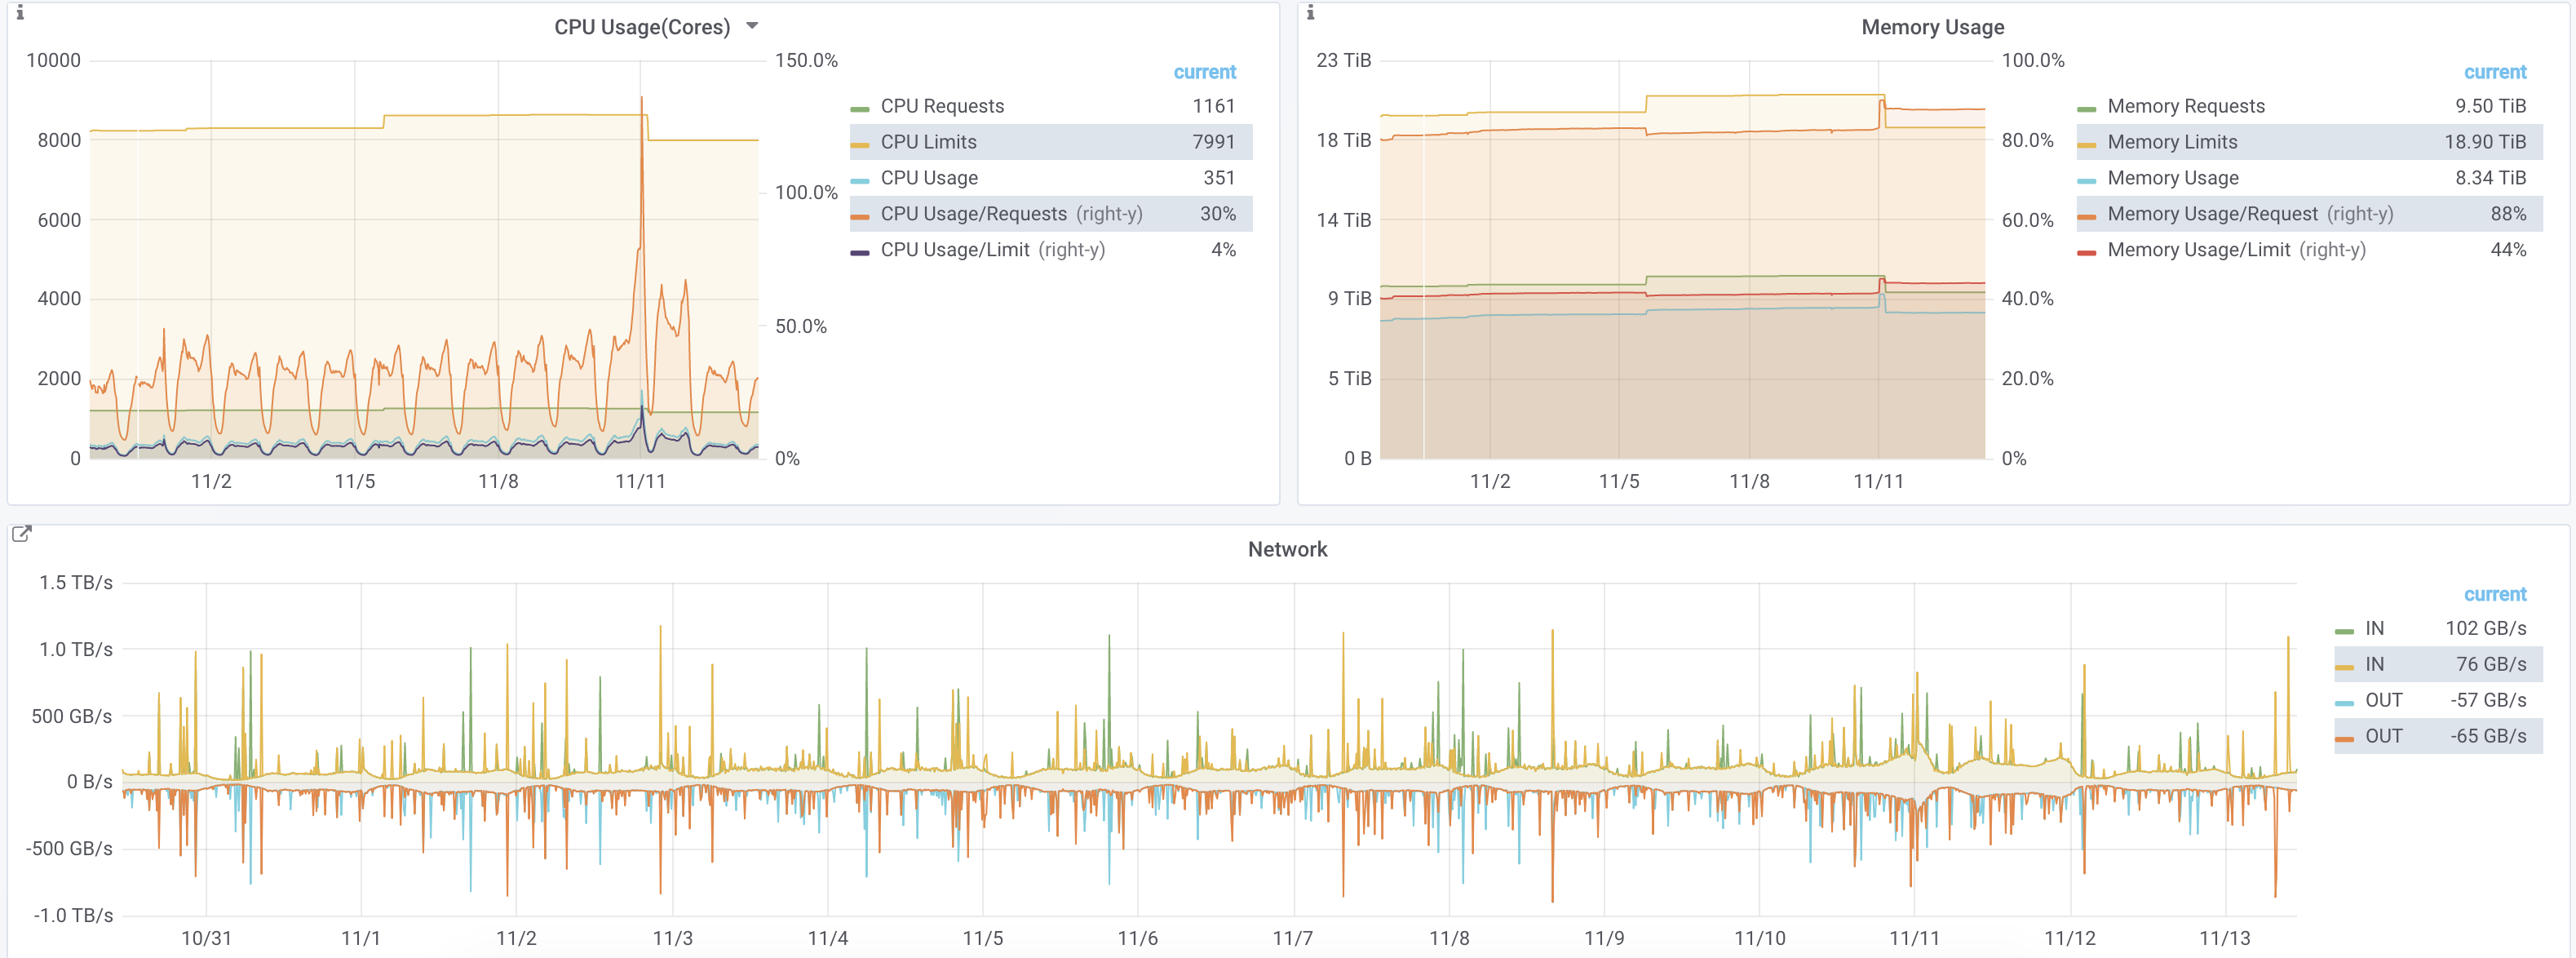 CPU Usage(Cores)
10000
8000
6000
4000
2000
0
150.0%
100.0%
50.0%
0%
11/2 11/5 11/8 11/11
current
CPU Requests 1161
CPU Limits 7991
CPU Usage 351
CPU Usage/Requests (right-y) 30%
CPU Usage/Limit (right-y) 4%
Memory Usage
23 TiB
18 TiB
14 TiB
9 TiB
5 TiB
0 B
100.0%
80.0%
60.0%
40.0%
20.0%
0%
11/2 11/5 11/8 11/11
current
Memory Requests 9.50 TiB
Memory Limits 18.90 TiB
Memory Usage 8.34 TiB
Memory Usage/Request (right-y) 88%
Memory Usage/Limit (right-y) 44%
Network
1.5 TB/s
1.0 TB/s
500 GB/s
0 B/s
-500 GB/s
-1.0 TB/s
10/31 11/1 11/2 11/3 11/4 11/5 11/6 11/7 11/8 11/9 11/10 11/11 11/12 11/13
current
IN 102 GB/s
IN 76 GB/s
OUT -57 GB/s
OUT -65 GB/s